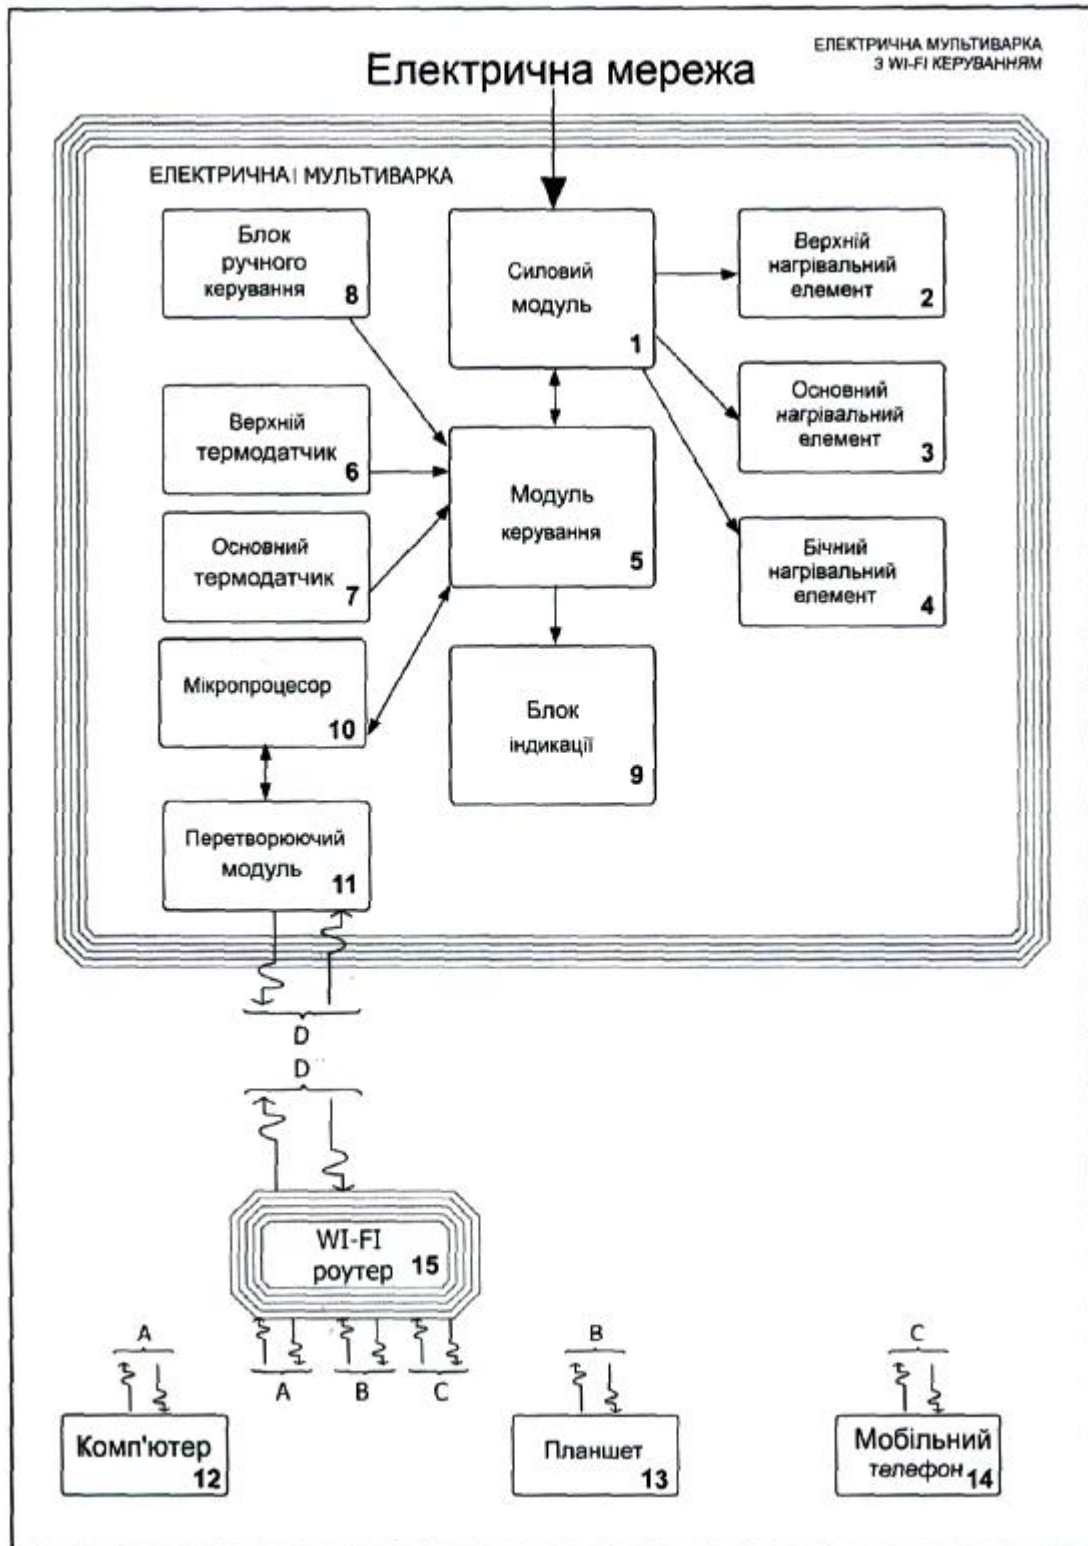 ЕЛЕКТРИЧНА МУЛЬТИВАРКА
З WI-FI КЕРУВАННЯМ
Електрична мережа
ЕЛЕКТРИЧНА МУЛЬТИВАРКА
Блок
ручного
керування
8
Силовий
модуль
1
Верхній
нагрівальний
елемент
2
Основний
нагрівальний
елемент
3
Верхній
термодатчик
6
Модуль
керування
5
Основний
термодатчик
7
Бічний
нагрівальний
елемент
4
Мікропроцесор
10
Блок
індикації
9
Перетворюючий
модуль
11
D
D
WI-FI
роутер
15
A
B
C
A
B
C
Комп'ютер
12
Планшет
13
Мобільний
телефон
14